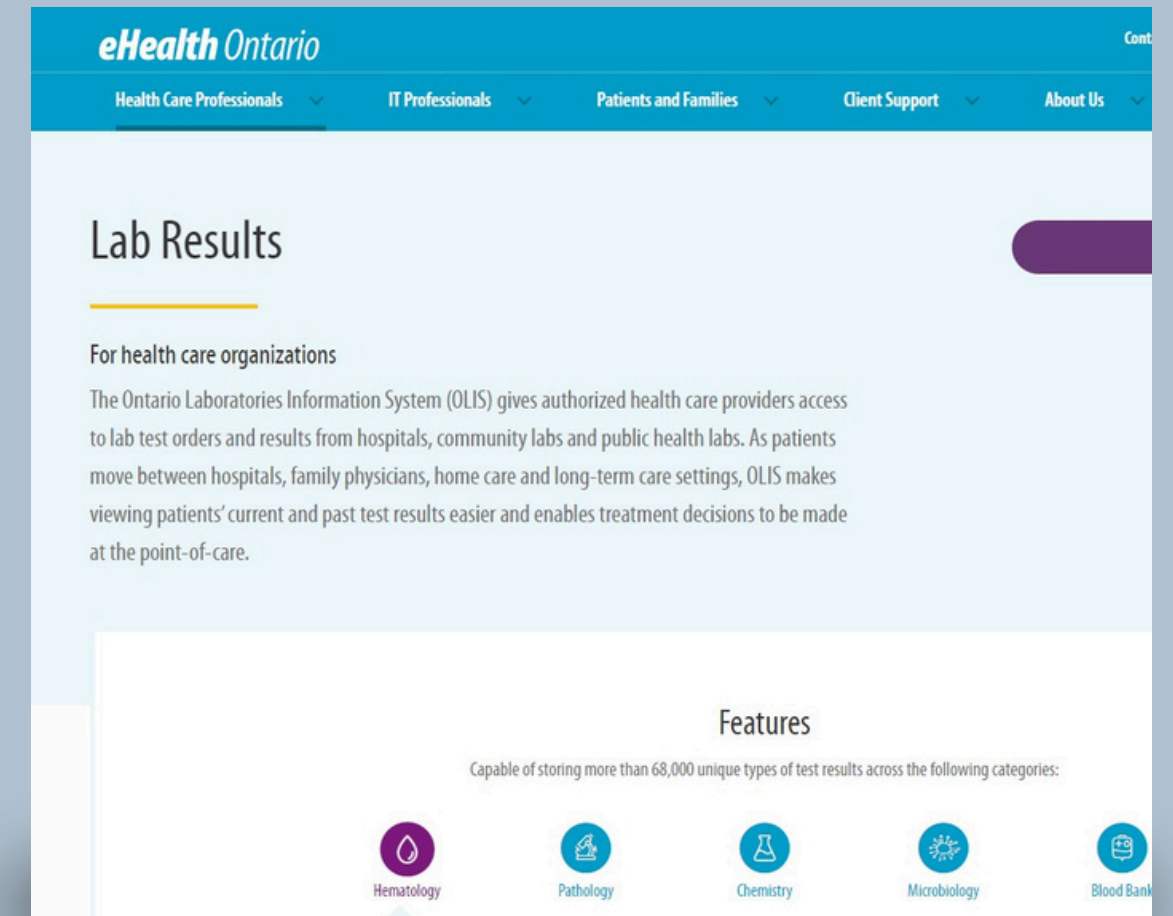 eHealth Ontario
Health Care Professionals IT Professionals Patients and Families Client Support About Us
Lab Results
For health care organizations
The Ontario Laboratories Information System (OLIS) gives authorized health care providers access
to lab test orders and results from hospitals, community labs and public health labs. As patients
move between hospitals, family physicians, home care and long-term care settings, OLIS makes
viewing patients' current and past test results easier and enables treatment decisions to be made
at the point-of-care.
Features
Capable of storing more than 68,000 unique types of test results across the following categories:
Hematology Pathology Chemistry Microbiology Blood Bank